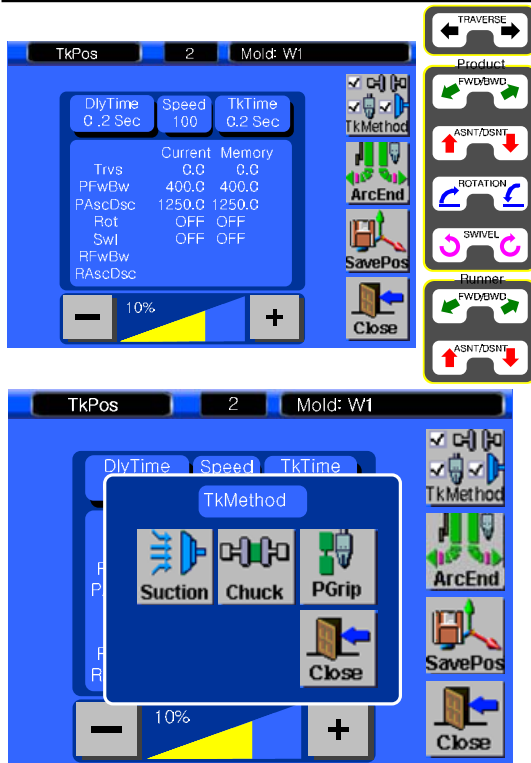 TkPos 2 Mold: W1
DlyTime Speed TkTime
0 .2 Sec 100 0.2 Sec
Current Memory
Trvs 0.0 0.0
PFwBw 400.0 400.0
PAscDsc 1250.0 1250.0
Rot OFF OFF
Swl OFF OFF
RFwBw
RAscDsc
10%
− +
TkMethod
ArcEnd
SavePos
Close
TRAVERSE
Product
FWD/BWD
ASNT/DSNT
ROTATION
SWIVEL
Runner
FWD/BWD
ASNT/DSNT
TkPos 2 Mold: W1
DlyTime Speed TkTime
TkMethod
Suction Chuck PGrip
Close
10%
− +
TkMethod
ArcEnd
SavePos
Close